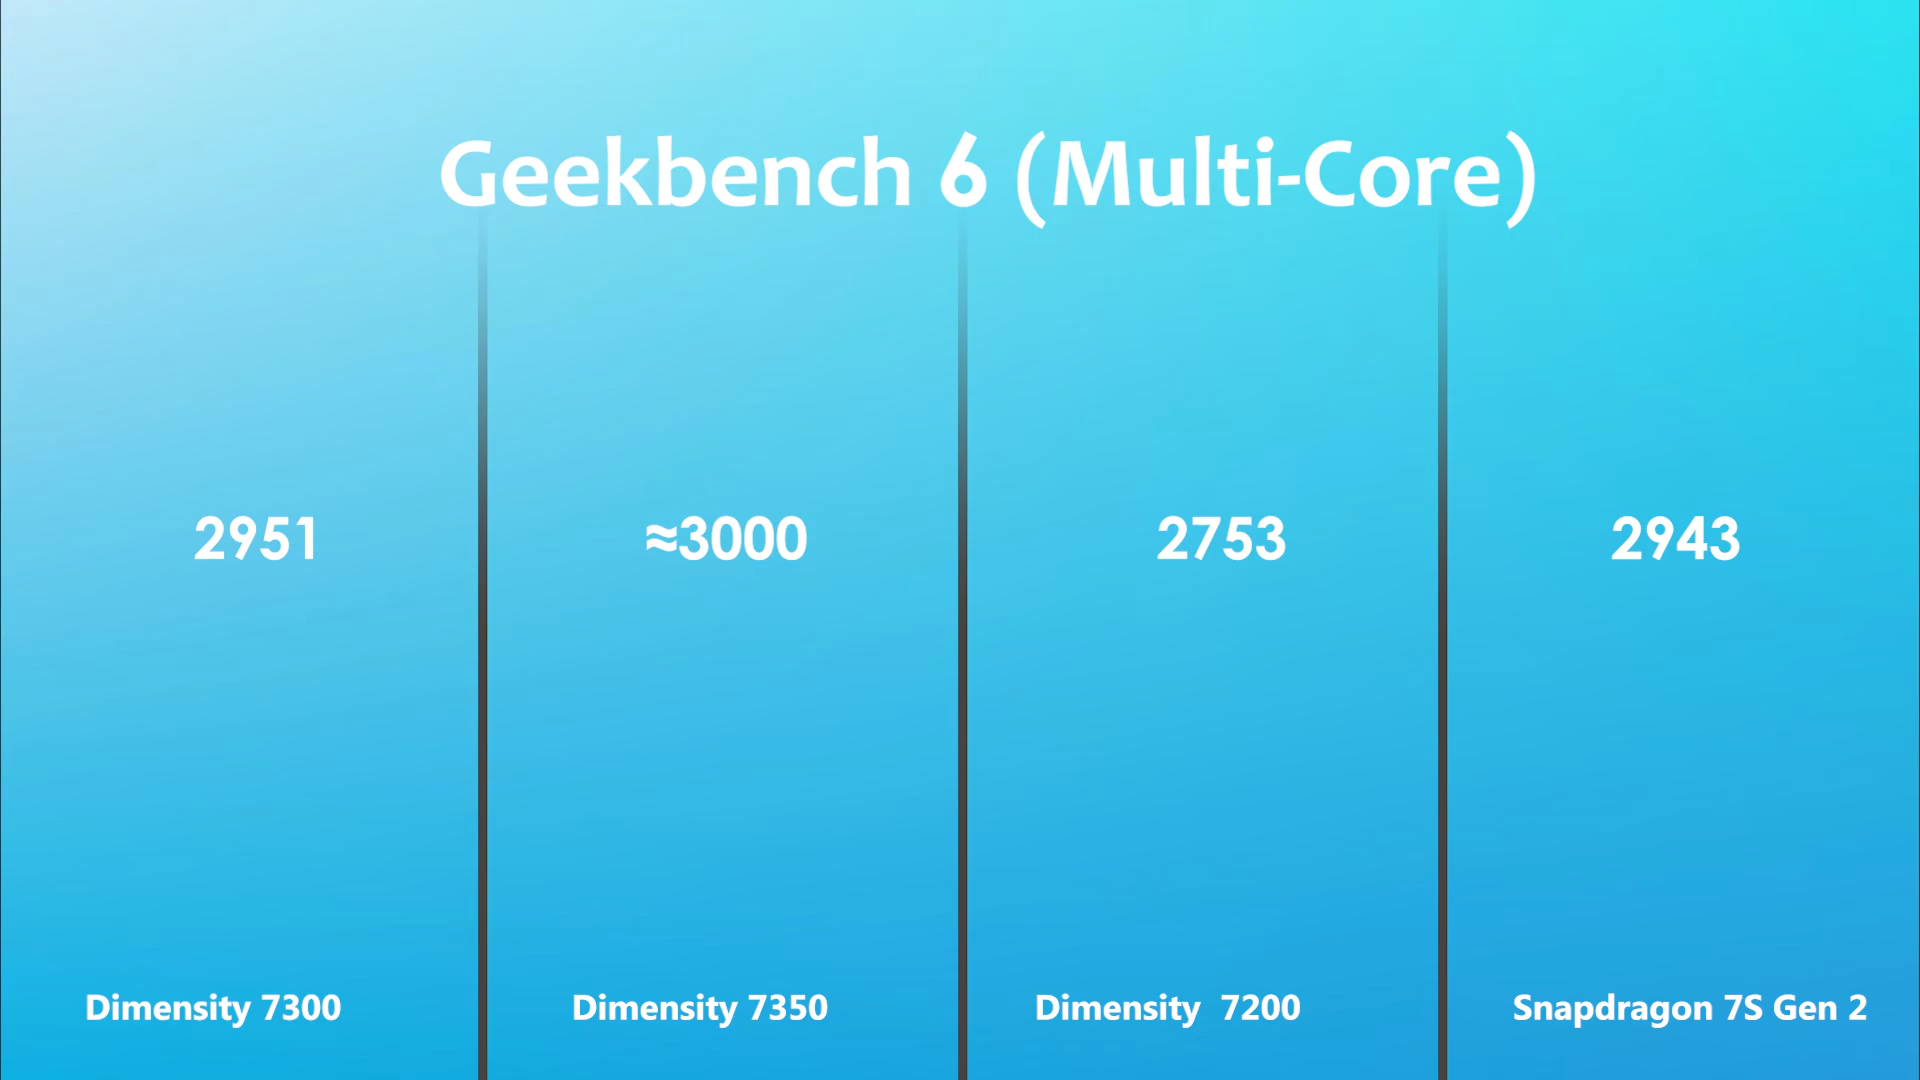 Geekbench 6 (Multi-Core)
2951
≈3000
2753
2943
Dimensity 7300
Dimensity 7350
Dimensity  7200
Snapdragon 7S Gen 2